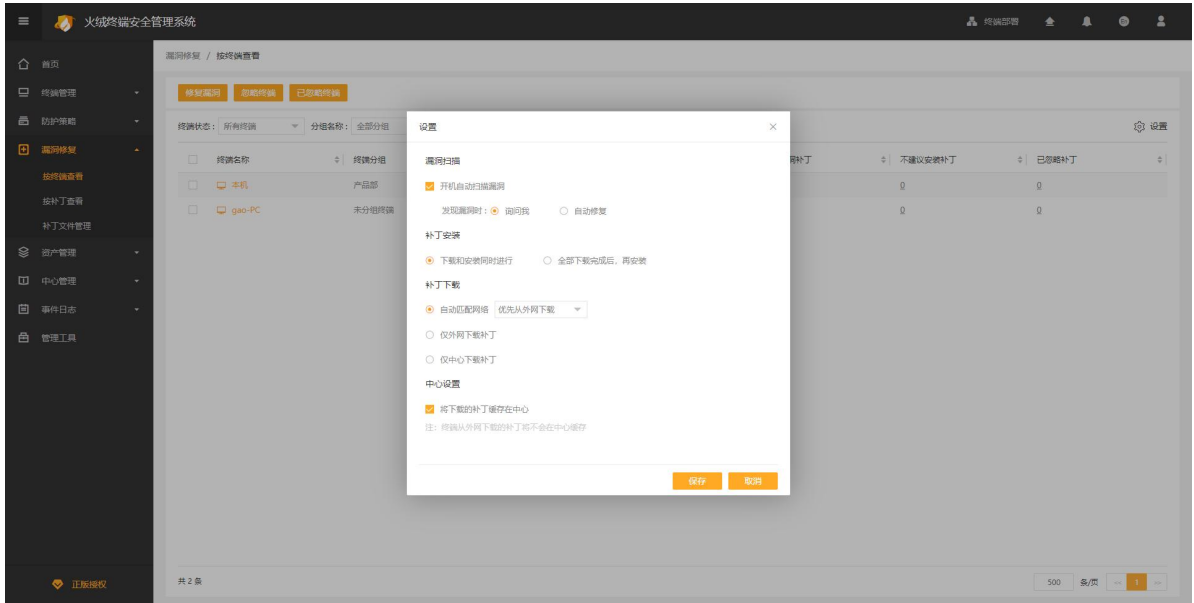 火绒终端安全管理系统
终端部署
首页
终端管理
防护策略
漏洞修复
按终端查看
按补丁查看
补丁文件管理
资产管理
中心管理
事件日志
管理工具
正版授权
漏洞修复 / 按终端查看
修复漏洞 忽略终端 已忽略终端
终端状态： 所有终端 分组名称： 全部分组 设置
终端名称 终端分组 不建议安装补丁 已忽略补丁
本机 产品部 0 0
gao-PC 未分组终端 0 0
设置
漏洞扫描
开机自动扫描漏洞
发现漏洞时： 询问我 自动修复
补丁安装
下载和安装同时进行 全部下载完成后，再安装
补丁下载
自动匹配网络 优先从外网下载
仅外网下载补丁
仅中心下载补丁
中心设置
将下载的补丁缓存在中心
注：终端从外网下载的补丁将不会在中心缓存
保存 取消
共 2 条 500 条/页 1